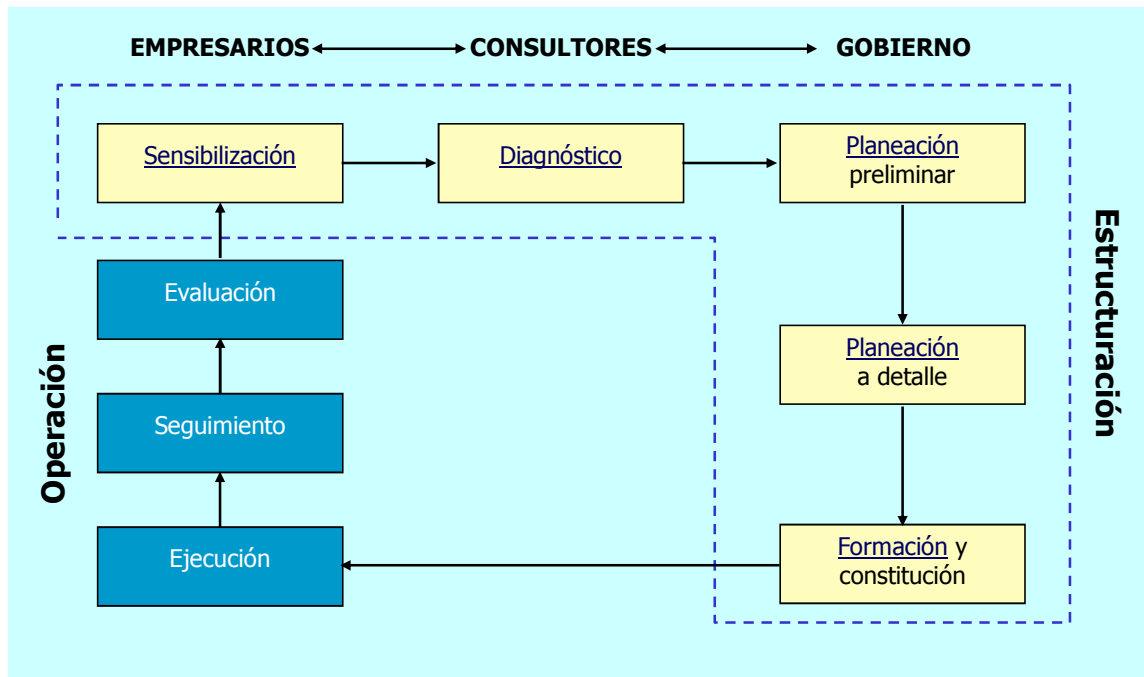 EMPRESARIOS
CONSULTORES
GOBIERNO
Sensibilización
Diagnóstico
Planeación
preliminar
Estructuración
Evaluación
Planeación
a detalle
Operación
Seguimiento
Ejecución
Formación y
constitución